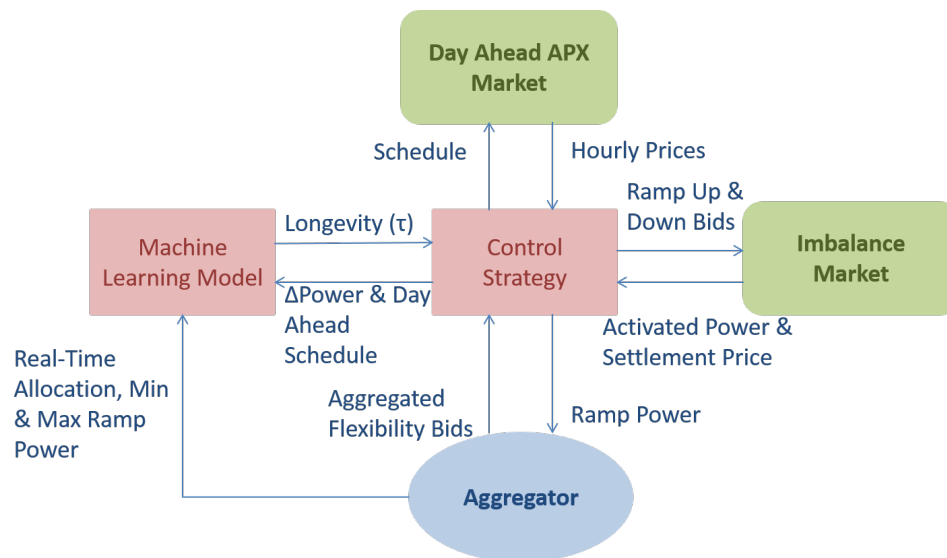 Day Ahead APX
Market
Schedule
Hourly Prices
Ramp Up &
Down Bids
Longevity (τ)
Machine
Learning Model
Control
Strategy
Imbalance
Market
ΔPower & Day
Ahead
Schedule
Activated Power &
Settlement Price
Real-Time
Allocation, Min
& Max Ramp
Power
Aggregated
Flexibility Bids
Ramp Power
Aggregator